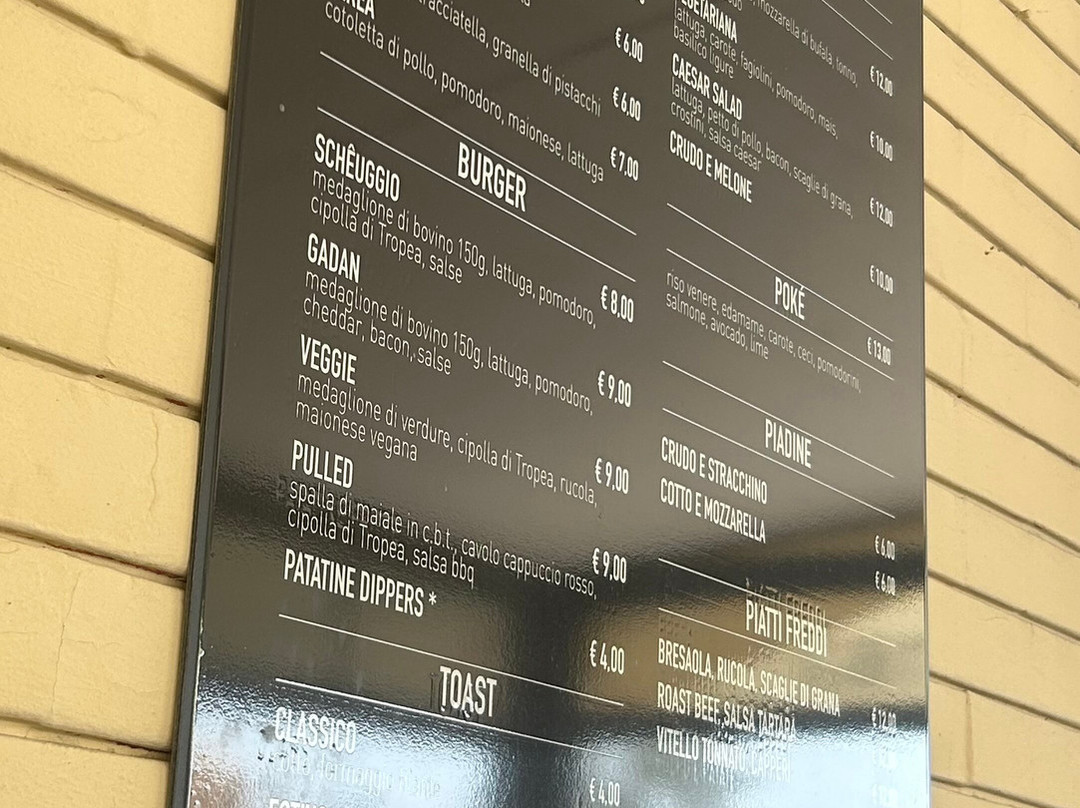 stracciatella, granella di pistacchi
€ 6,00
€ 6,00
cotoletta di pollo, pomodoro, maionese, lattuga
€ 7,00
BURGER
SCHÊUGGIO
medaglione di bovino 150g, lattuga, pomodoro,
cipolla di Tropea, salse
€ 8,00
GADAN
medaglione di bovino 150g, lattuga, pomodoro,
cheddar, bacon, salse
€ 9,00
VEGGIE
medaglione di verdure, cipolla di Tropea, rucola,
maionese vegana
€ 9,00
PULLED
spalla di maiale in c.b.t., cavolo cappuccio rosso,
cipolla di Tropea, salsa bbq
€ 9,00
PATATINE DIPPERS *
€ 4,00
TOAST
CLASSICO
€ 4,00
mozzarella di bufala, tonno,
€ 12,00
VEGETARIANA
lattuga, carote, fagiolini, pomodoro, mais,
basilico ligure
€ 10,00
CAESAR SALAD
lattuga, petto di pollo, bacon, scaglie di grana,
crostini, salsa caesar
€ 12,00
CRUDO E MELONE
€ 10,00
POKÉ
riso venere, edamame, carote, ceci, pomodorini,
salmone, avocado, lime
€ 13,00
PIADINE
CRUDO E STRACCHINO
€ 6,00
COTTO E MOZZARELLA
€ 6,00
PIATTI FREDDI
BRESAOLA, RUCOLA, SCAGLIE DI GRANA
€ 12,00
ROAST BEEF, SALSA TARTARA
VITELLO TONNATO, CAPPERI